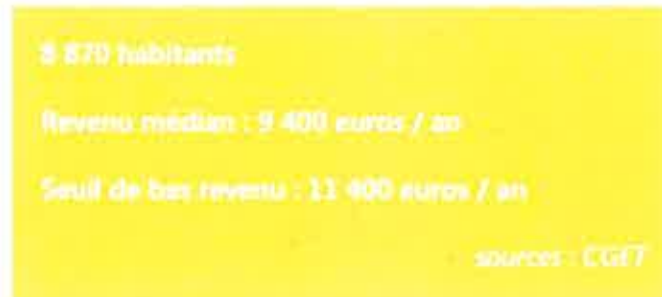 8 870 habitants
Revenu médian : 9 400 euros / an
Seuil de bas revenu : 11 400 euros / an
sources : CGET